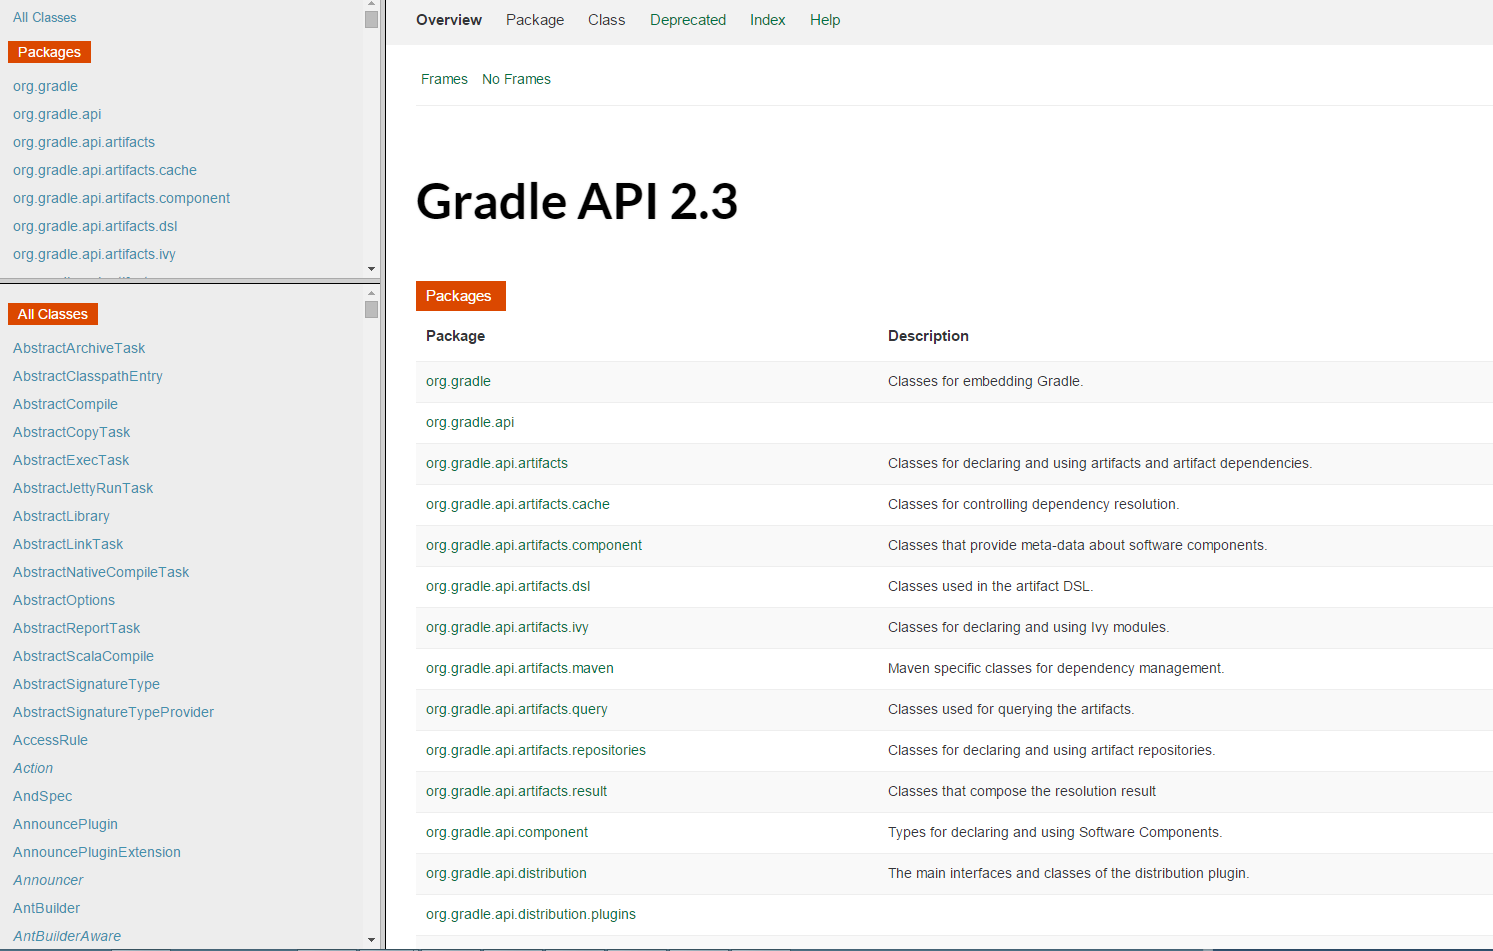 All Classes
Packages
org.gradle
org.gradle.api
org.gradle.api.artifacts
org.gradle.api.artifacts.cache
org.gradle.api.artifacts.component
org.gradle.api.artifacts.dsl
org.gradle.api.artifacts.ivy
All Classes
AbstractArchiveTask
AbstractClasspathEntry
AbstractCompile
AbstractCopyTask
AbstractExecTask
AbstractJettyRunTask
AbstractLibrary
AbstractLinkTask
AbstractNativeCompileTask
AbstractOptions
AbstractReportTask
AbstractScalaCompile
AbstractSignatureType
AbstractSignatureTypeProvider
AccessRule
Action
AndSpec
AnnouncePlugin
AnnouncePluginExtension
Announcer
AntBuilder
AntBuilderAware
Overview Package Class Deprecated Index Help
Frames No Frames
Gradle API 2.3
Packages
Package Description
org.gradle Classes for embedding Gradle.
org.gradle.api
org.gradle.api.artifacts Classes for declaring and using artifacts and artifact dependencies.
org.gradle.api.artifacts.cache Classes for controlling dependency resolution.
org.gradle.api.artifacts.component Classes that provide meta-data about software components.
org.gradle.api.artifacts.dsl Classes used in the artifact DSL.
org.gradle.api.artifacts.ivy Classes for declaring and using Ivy modules.
org.gradle.api.artifacts.maven Maven specific classes for dependency management.
org.gradle.api.artifacts.query Classes used for querying the artifacts.
org.gradle.api.artifacts.repositories Classes for declaring and using artifact repositories.
org.gradle.api.artifacts.result Classes that compose the resolution result
org.gradle.api.component Types for declaring and using Software Components.
org.gradle.api.distribution The main interfaces and classes of the distribution plugin.
org.gradle.api.distribution.plugins